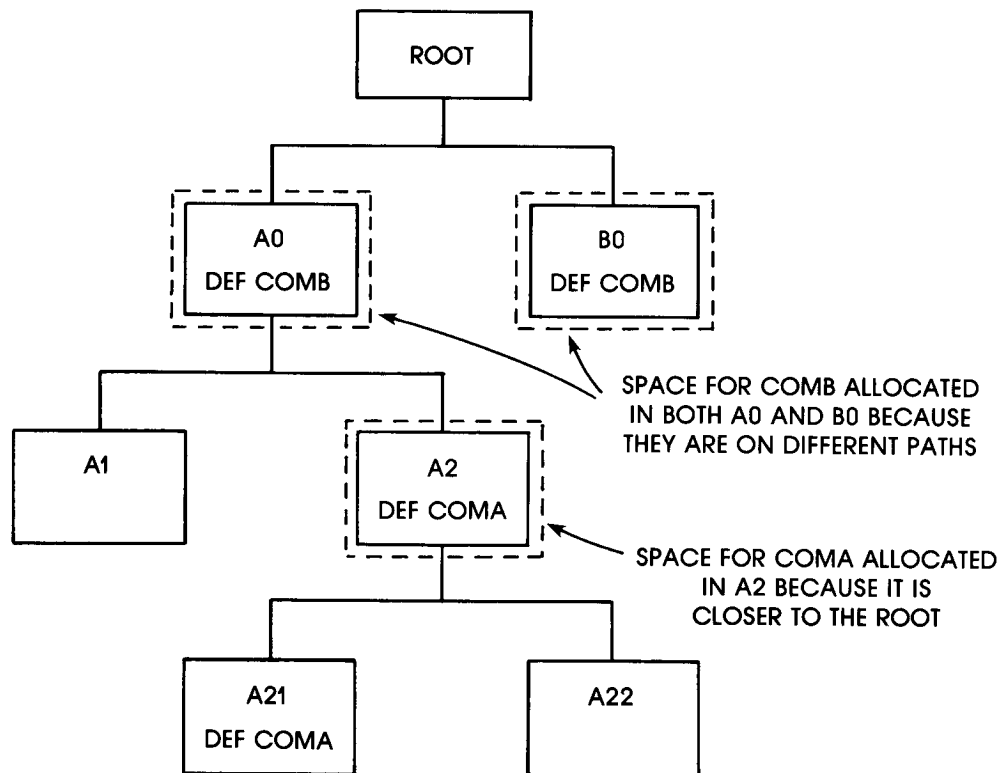 ROOT
A0
DEF COMB
B0
DEF COMB
SPACE FOR COMB ALLOCATED
IN BOTH A0 AND B0 BECAUSE
THEY ARE ON DIFFERENT PATHS
A1
A2
DEF COMA
SPACE FOR COMA ALLOCATED
IN A2 BECAUSE IT IS
CLOSER TO THE ROOT
A21
DEF COMA
A22